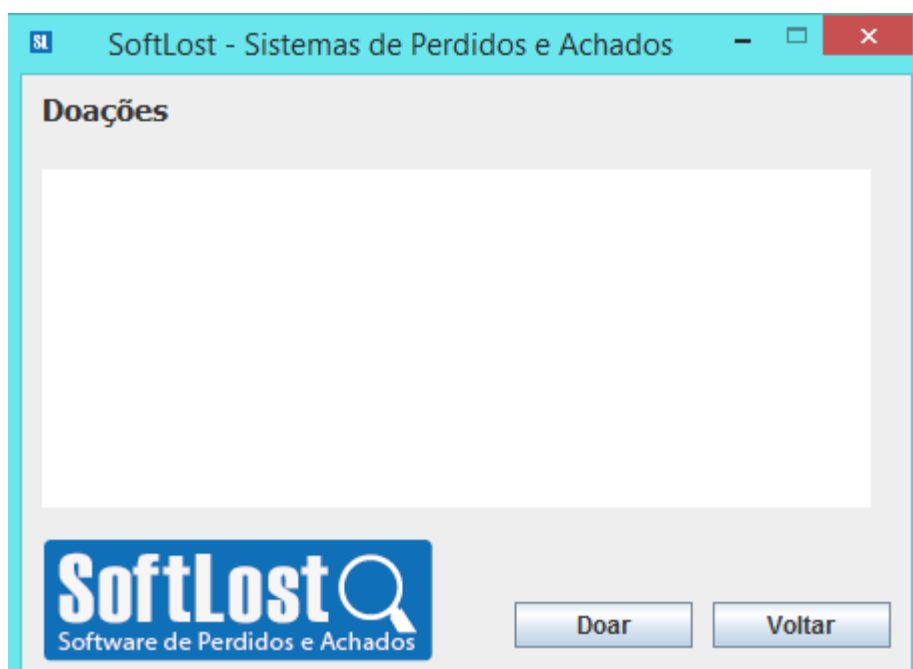 SL SoftLost - Sistemas de Perdidos e Achados
Doações
SoftLost
Software de Perdidos e Achados
Doar Voltar